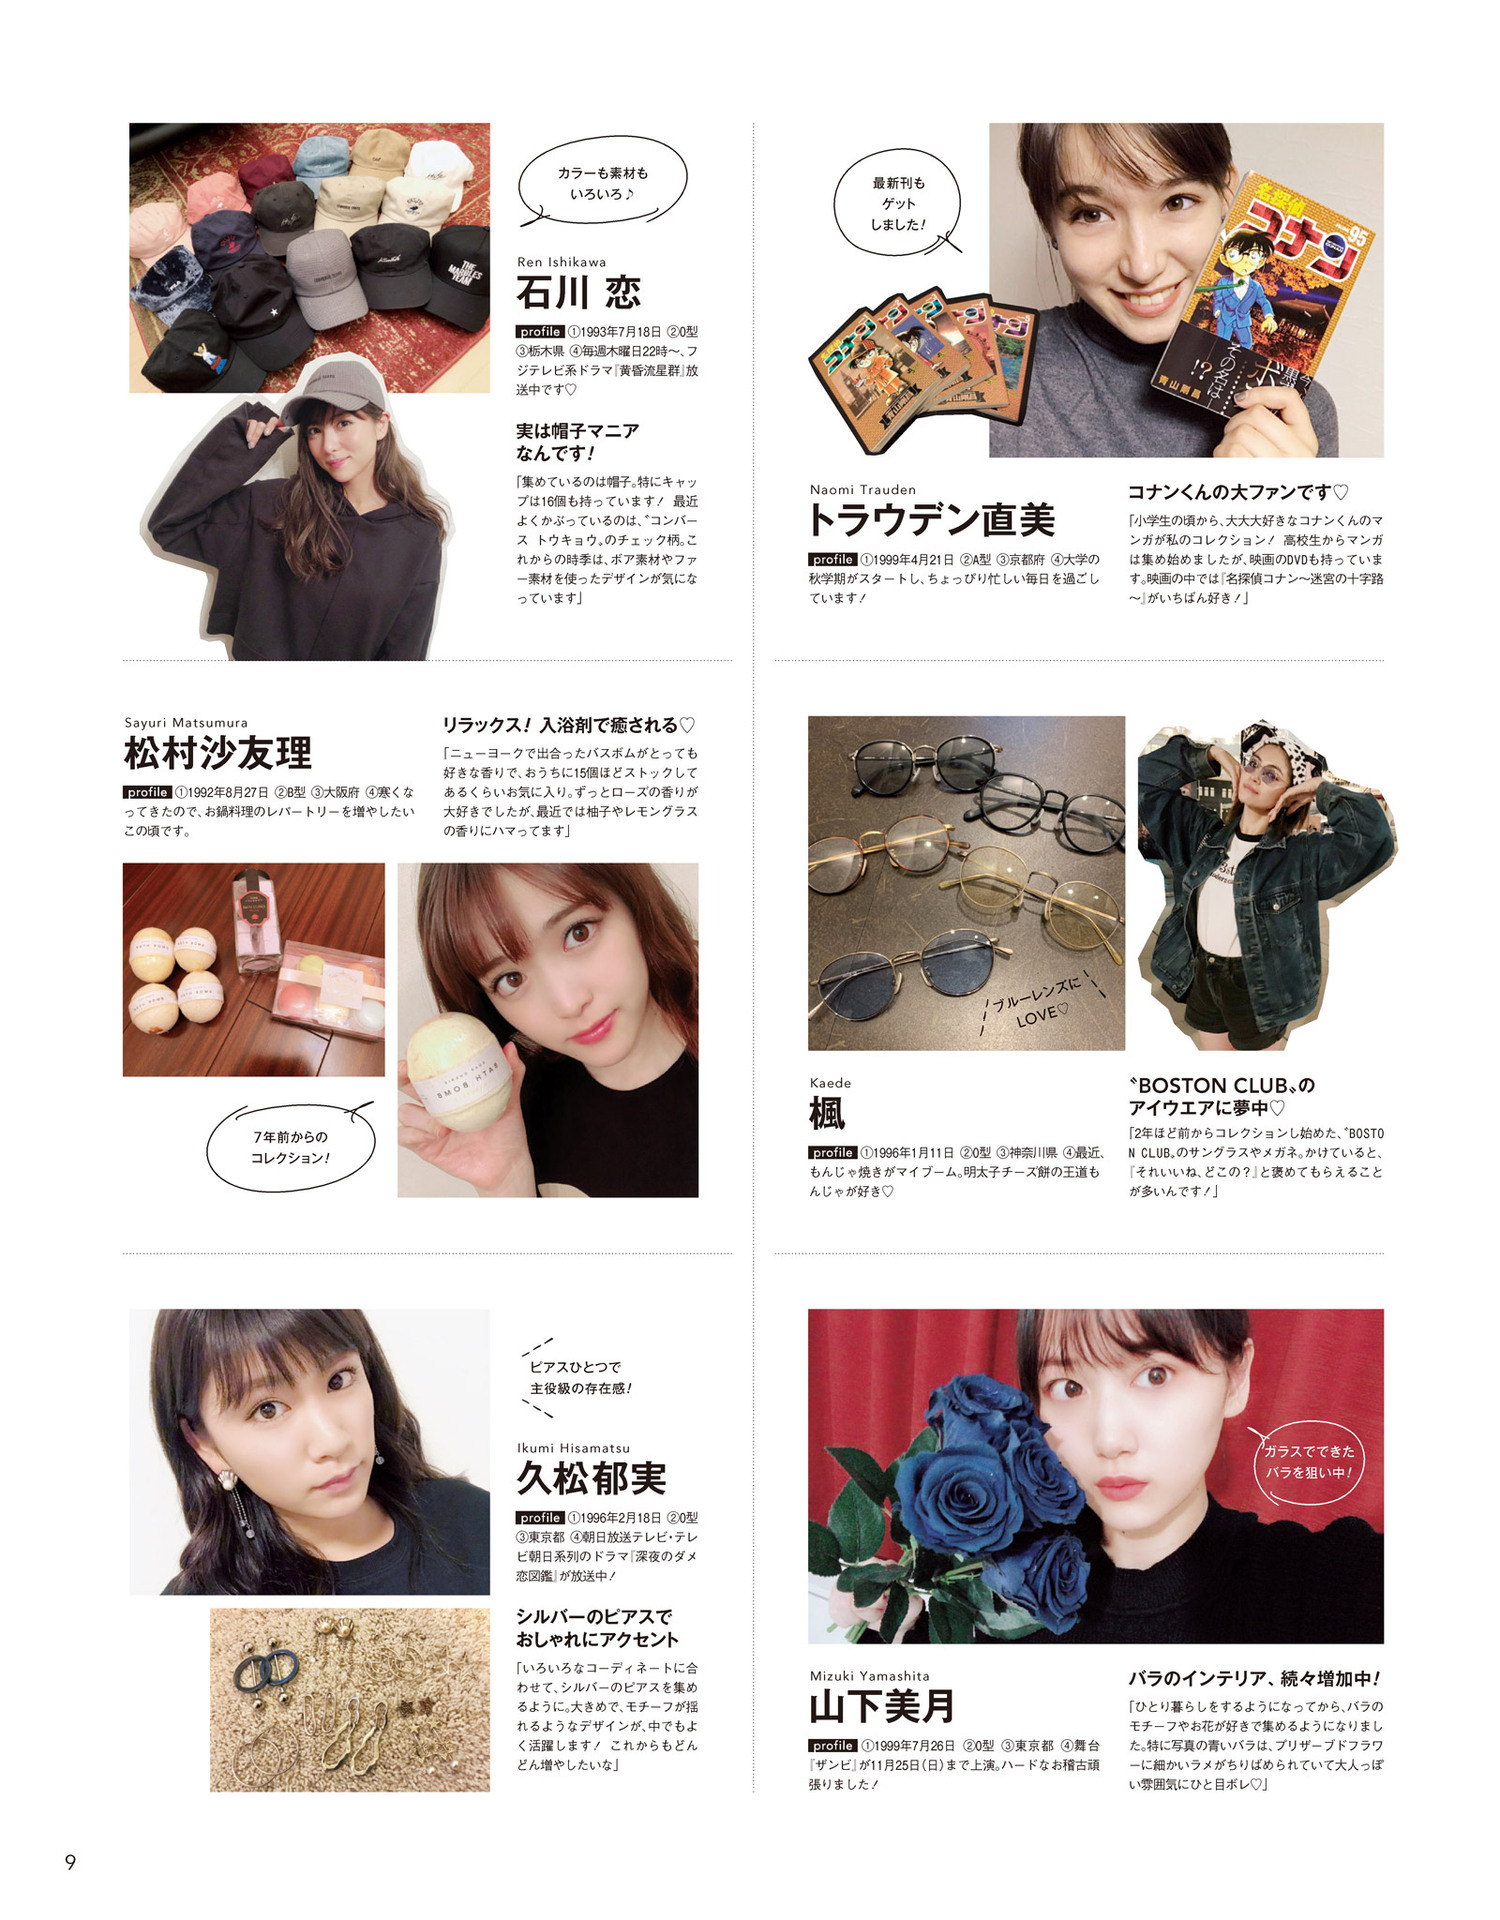 カラーも素材も
いろいろ♪
Ren Ishikawa
石川 恋
profile ①1993年7月18日 ②O型
③栃木県 ④毎週木曜日22時〜、フ
ジテレビ系ドラマ『黄昏流星群』放
送中です♡
実は帽子マニア
なんです！
「集めているのは帽子。特にキャッ
プは16個も持っています！ 最近
よくかぶっているのは、〝コンバー
ス トウキョウ〟のチェック柄。こ
れからの時季は、ボア素材やファ
ー素材を使ったデザインが気にな
っています」
THE
MARBLES
TEAM
最新刊も
ゲット
しました！
名探偵
コナン
95
青山剛昌
その名は………!?
Naomi Trauden
トラウデン直美
profile ①1999年4月21日 ②A型 ③京都府 ④大学の
秋学期がスタートし、ちょっぴり忙しい毎日を過ごし
ています！
コナンくんの大ファンです♡
「小学生の頃から、大大大好きなコナンくんのマ
ンガが私のコレクション！ 高校生からマンガ
は集め始めましたが、映画のDVDも持っていま
す。映画の中では『名探偵コナン〜迷宮の十字路
〜』がいちばん好き！」
Sayuri Matsumura
松村沙友理
profile ①1992年8月27日 ②B型 ③大阪府 ④寒くな
ってきたので、お鍋料理のレパートリーを増やしたい
この頃です。
リラックス！ 入浴剤で癒される♡
「ニューヨークで出合ったバスボムがとっても
好きな香りで、おうちに15個ほどストックして
あるくらいお気に入り。ずっとローズの香りが
大好きでしたが、最近では柚子やレモングラス
の香りにハマってます」
BATH BOMB
7年前からの
コレクション！
ブルーレンズに
LOVE♡
Kaede
楓
profile ①1996年1月11日 ②O型 ③神奈川県 ④最近、
もんじゃ焼きがマイブーム。明太子チーズ餅の王道も
んじゃが好き♡
〝BOSTON CLUB〟の
アイウエアに夢中♡
「2年ほど前からコレクションし始めた、〝BOSTO
N CLUB〟のサングラスやメガネ。かけていると、
『それいいね、どこの？』と褒めてもらえること
が多いんです！」
ピアスひとつで
主役級の存在感！
Ikumi Hisamatsu
久松郁実
profile ①1996年2月18日 ②O型
③東京都 ④朝日放送テレビ・テレ
ビ朝日系列のドラマ『深夜のダメ
恋図鑑』が放送中！
シルバーのピアスで
おしゃれにアクセント
「いろいろなコーディネートに合
わせて、シルバーのピアスを集め
るように。大きめで、モチーフが揺
れるようなデザインが、中でもよ
く活躍します！ これからもどん
どん増やしたいな」
ガラスでできた
バラを狙い中！
Mizuki Yamashita
山下美月
profile ①1999年7月26日 ②O型 ③東京都 ④舞台
『ザンビ』が11月25日（日）まで上演。ハードなお稽古頑
張りました！
バラのインテリア、続々増加中！
「ひとり暮らしをするようになってから、バラの
モチーフやお花が好きで集めるようになりまし
た。特に写真の青いバラは、プリザーブドフラワ
ーに細かいラメがちりばめられていて大人っぽ
い雰囲気にひと目ボレ♡」
9